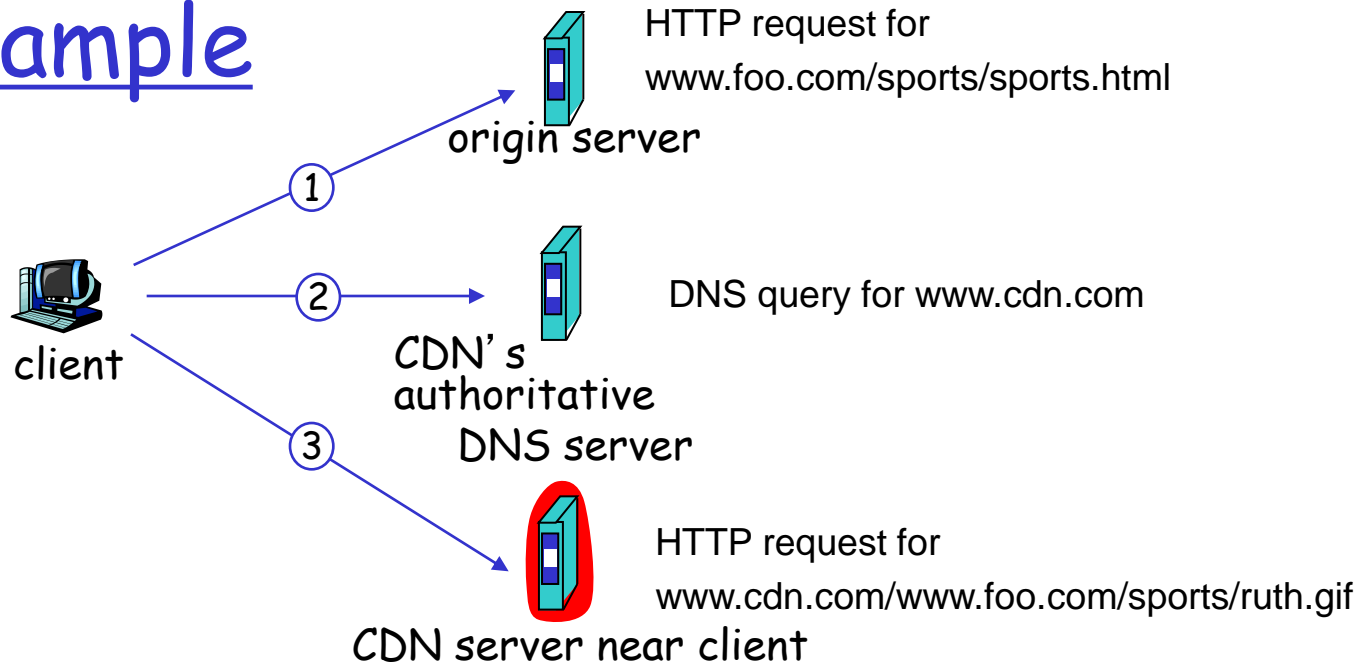 ample
HTTP request for
www.foo.com/sports/sports.html
origin server
1
client
2
DNS query for www.cdn.com
CDN's
authoritative
DNS server
3
HTTP request for
www.cdn.com/www.foo.com/sports/ruth.gif
CDN server near client